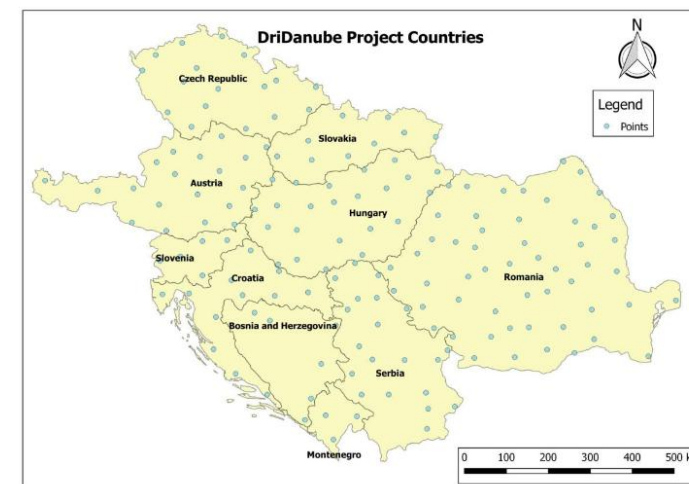 DriDanube Project Countries
N
Czech Republic
Legend
Points
Slovakia
Austria
Hungary
Slovenia
Croatia
Romania
Bosnia and Herzegovina
Serbia
Montenegro
0 100 200 300 400 500 k